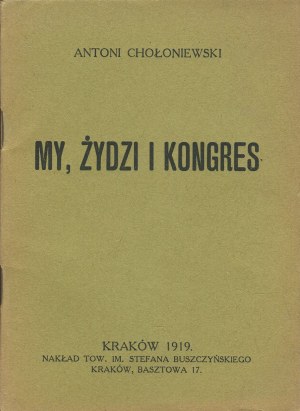 ANTONI CHOŁONIEWSKI
MY, ŻYDZI I KONGRES
KRAKÓW 1919.
NAKŁAD TOW. IM. STEFANA BUSZCZYŃSKIEGO
KRAKÓW, BASZTOWA 17.